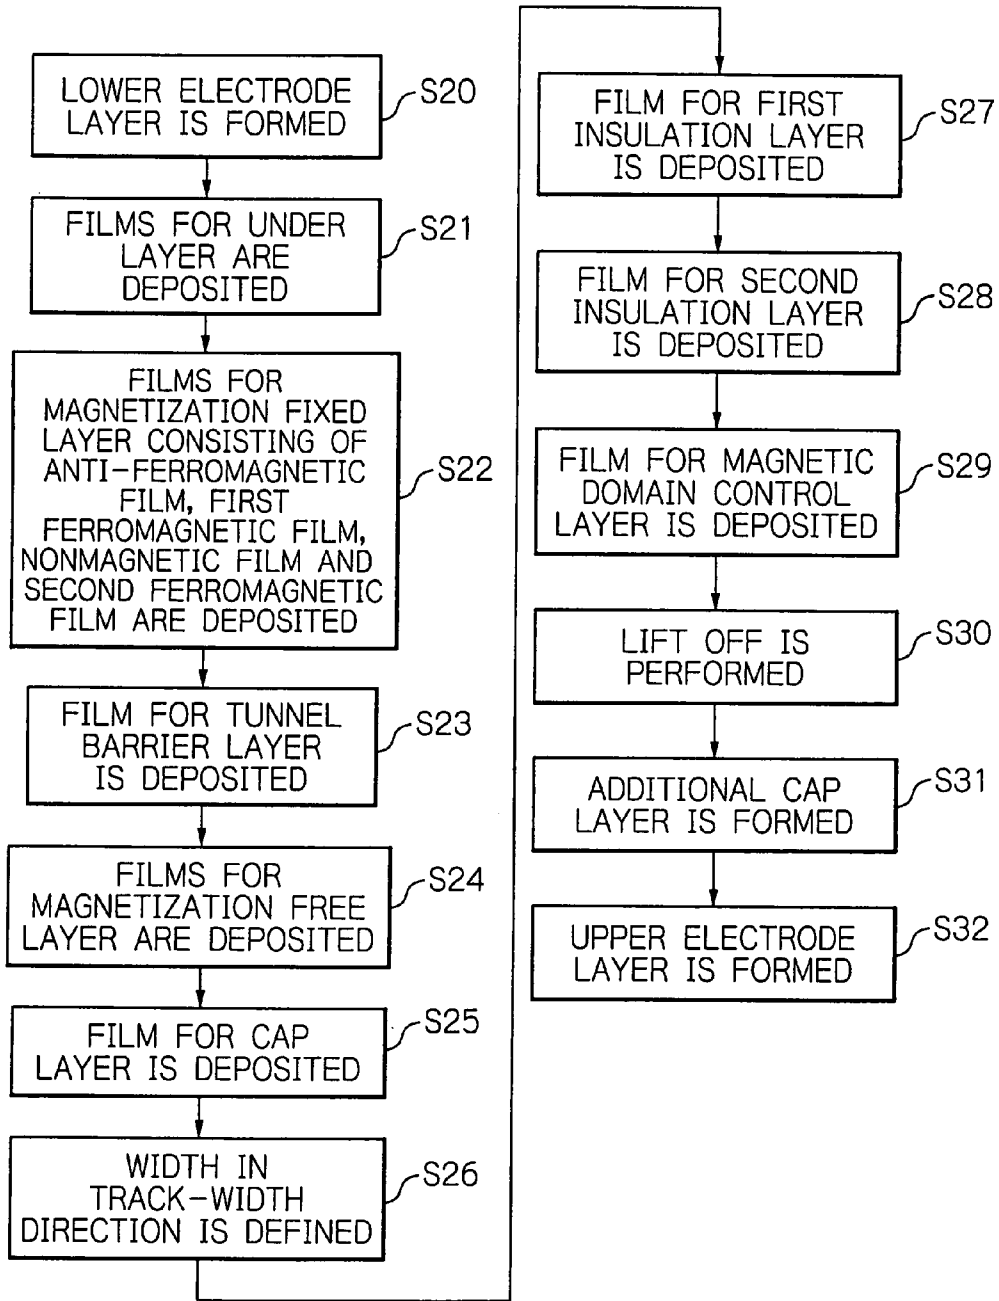 LOWER ELECTRODE
LAYER IS FORMED
S20
FILMS FOR UNDER
LAYER ARE
DEPOSITED
S21
FILMS FOR
MAGNETIZATION FIXED
LAYER CONSISTING OF
ANTI-FERROMAGNETIC
FILM, FIRST
FERROMAGNETIC FILM,
NONMAGNETIC FILM AND
SECOND FERROMAGNETIC
FILM ARE DEPOSITED
S22
FILM FOR TUNNEL
BARRIER LAYER
IS DEPOSITED
S23
FILMS FOR
MAGNETIZATION FREE
LAYER ARE DEPOSITED
S24
FILM FOR CAP
LAYER IS DEPOSITED
S25
WIDTH IN
TRACK-WIDTH
DIRECTION IS DEFINED
S26
FILM FOR FIRST
INSULATION LAYER
IS DEPOSITED
S27
FILM FOR SECOND
INSULATION LAYER
IS DEPOSITED
S28
FILM FOR MAGNETIC
DOMAIN CONTROL
LAYER IS DEPOSITED
S29
LIFT OFF IS
PERFORMED
S30
ADDITIONAL CAP
LAYER IS FORMED
S31
UPPER ELECTRODE
LAYER IS FORMED
S32